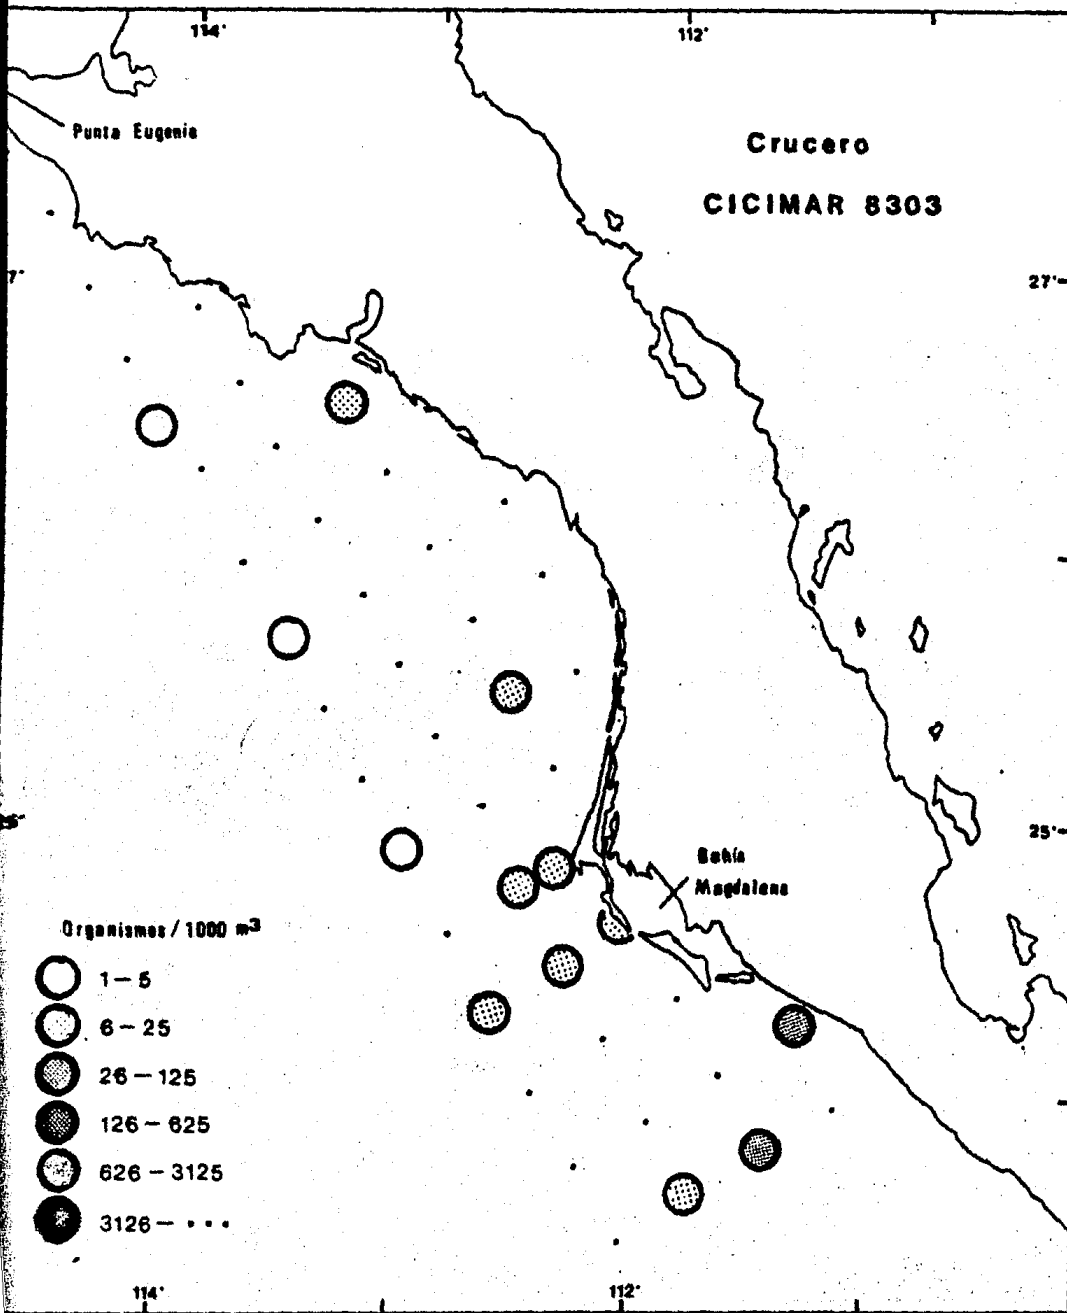 114°
112°
Punta Eugenia
Crucero
CICIMAR 8303
7°
27°
25°
Bahía
Magdalena
Organismos / 1000 m³
1 – 5
6 – 25
26 – 125
126 – 625
626 – 3125
3126 – • • •
114°
112°